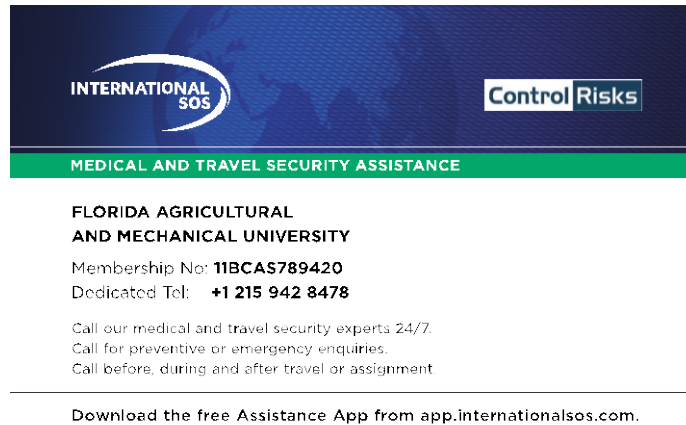 INTERNATIONAL
SOS
Control Risks
MEDICAL AND TRAVEL SECURITY ASSISTANCE
FLORIDA AGRICULTURAL
AND MECHANICAL UNIVERSITY
Membership No: 11BCAS789420
Dedicated Tel: +1 215 942 8478
Call our medical and travel security experts 24/7.
Call for preventive or emergency enquiries.
Call before, during and after travel or assignment.
Download the free Assistance App from app.internationalsos.com.